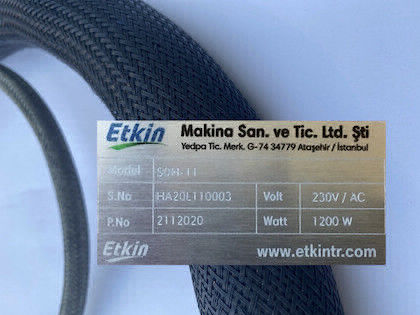 Etkin Makina San. ve Tic. Ltd. Şti
Yedpa Tic. Merk. G-74 34779 Ataşehir / İstanbul
Model
S.No HA20L110003 Volt 230V / AC
P.No 2112020 Watt 1200 W
Etkin www.etkintr.com